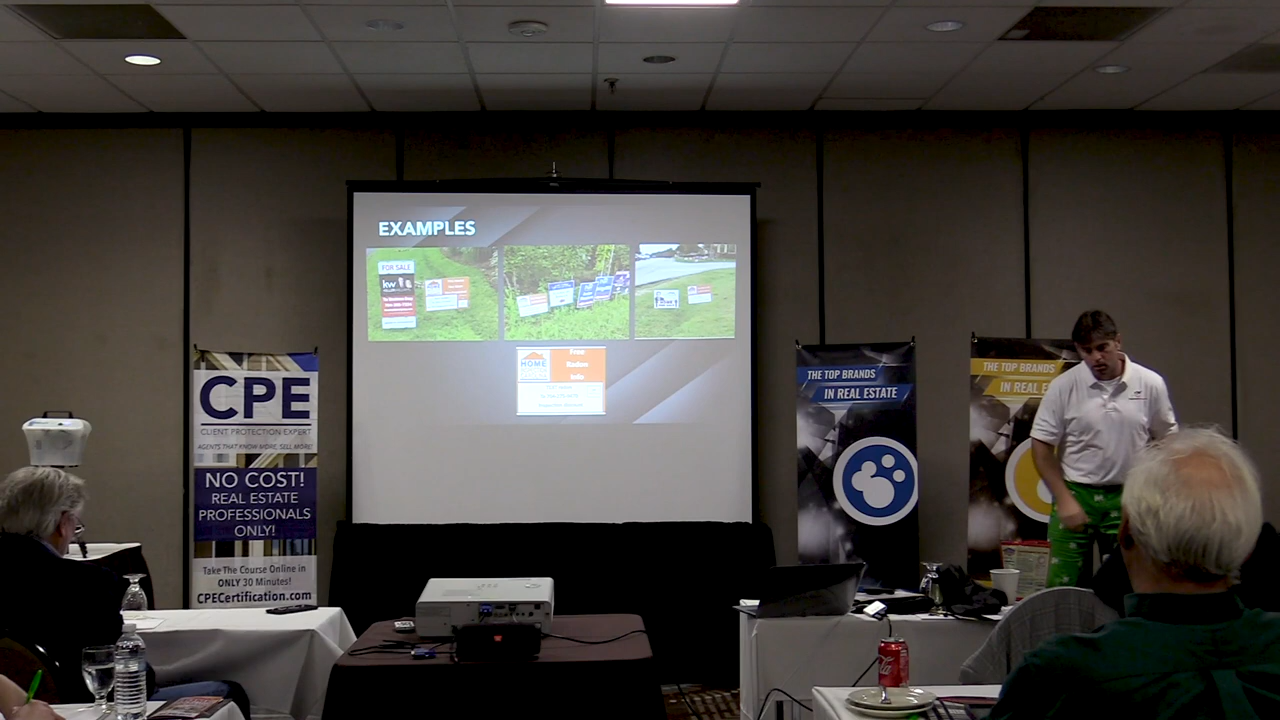 EXAMPLES
FOR SALE
kw
HOME
Free
Radon
Info
CPE
CLIENT PROTECTION EXPERT
AGENTS THAT KNOW MORE, SELL MORE!
NO COST!
REAL ESTATE
PROFESSIONALS
ONLY!
Take The Course Online in
ONLY 30 Minutes!
CPECertification.com
THE TOP BRANDS
IN REAL ESTATE
THE TOP BRANDS
IN REAL E